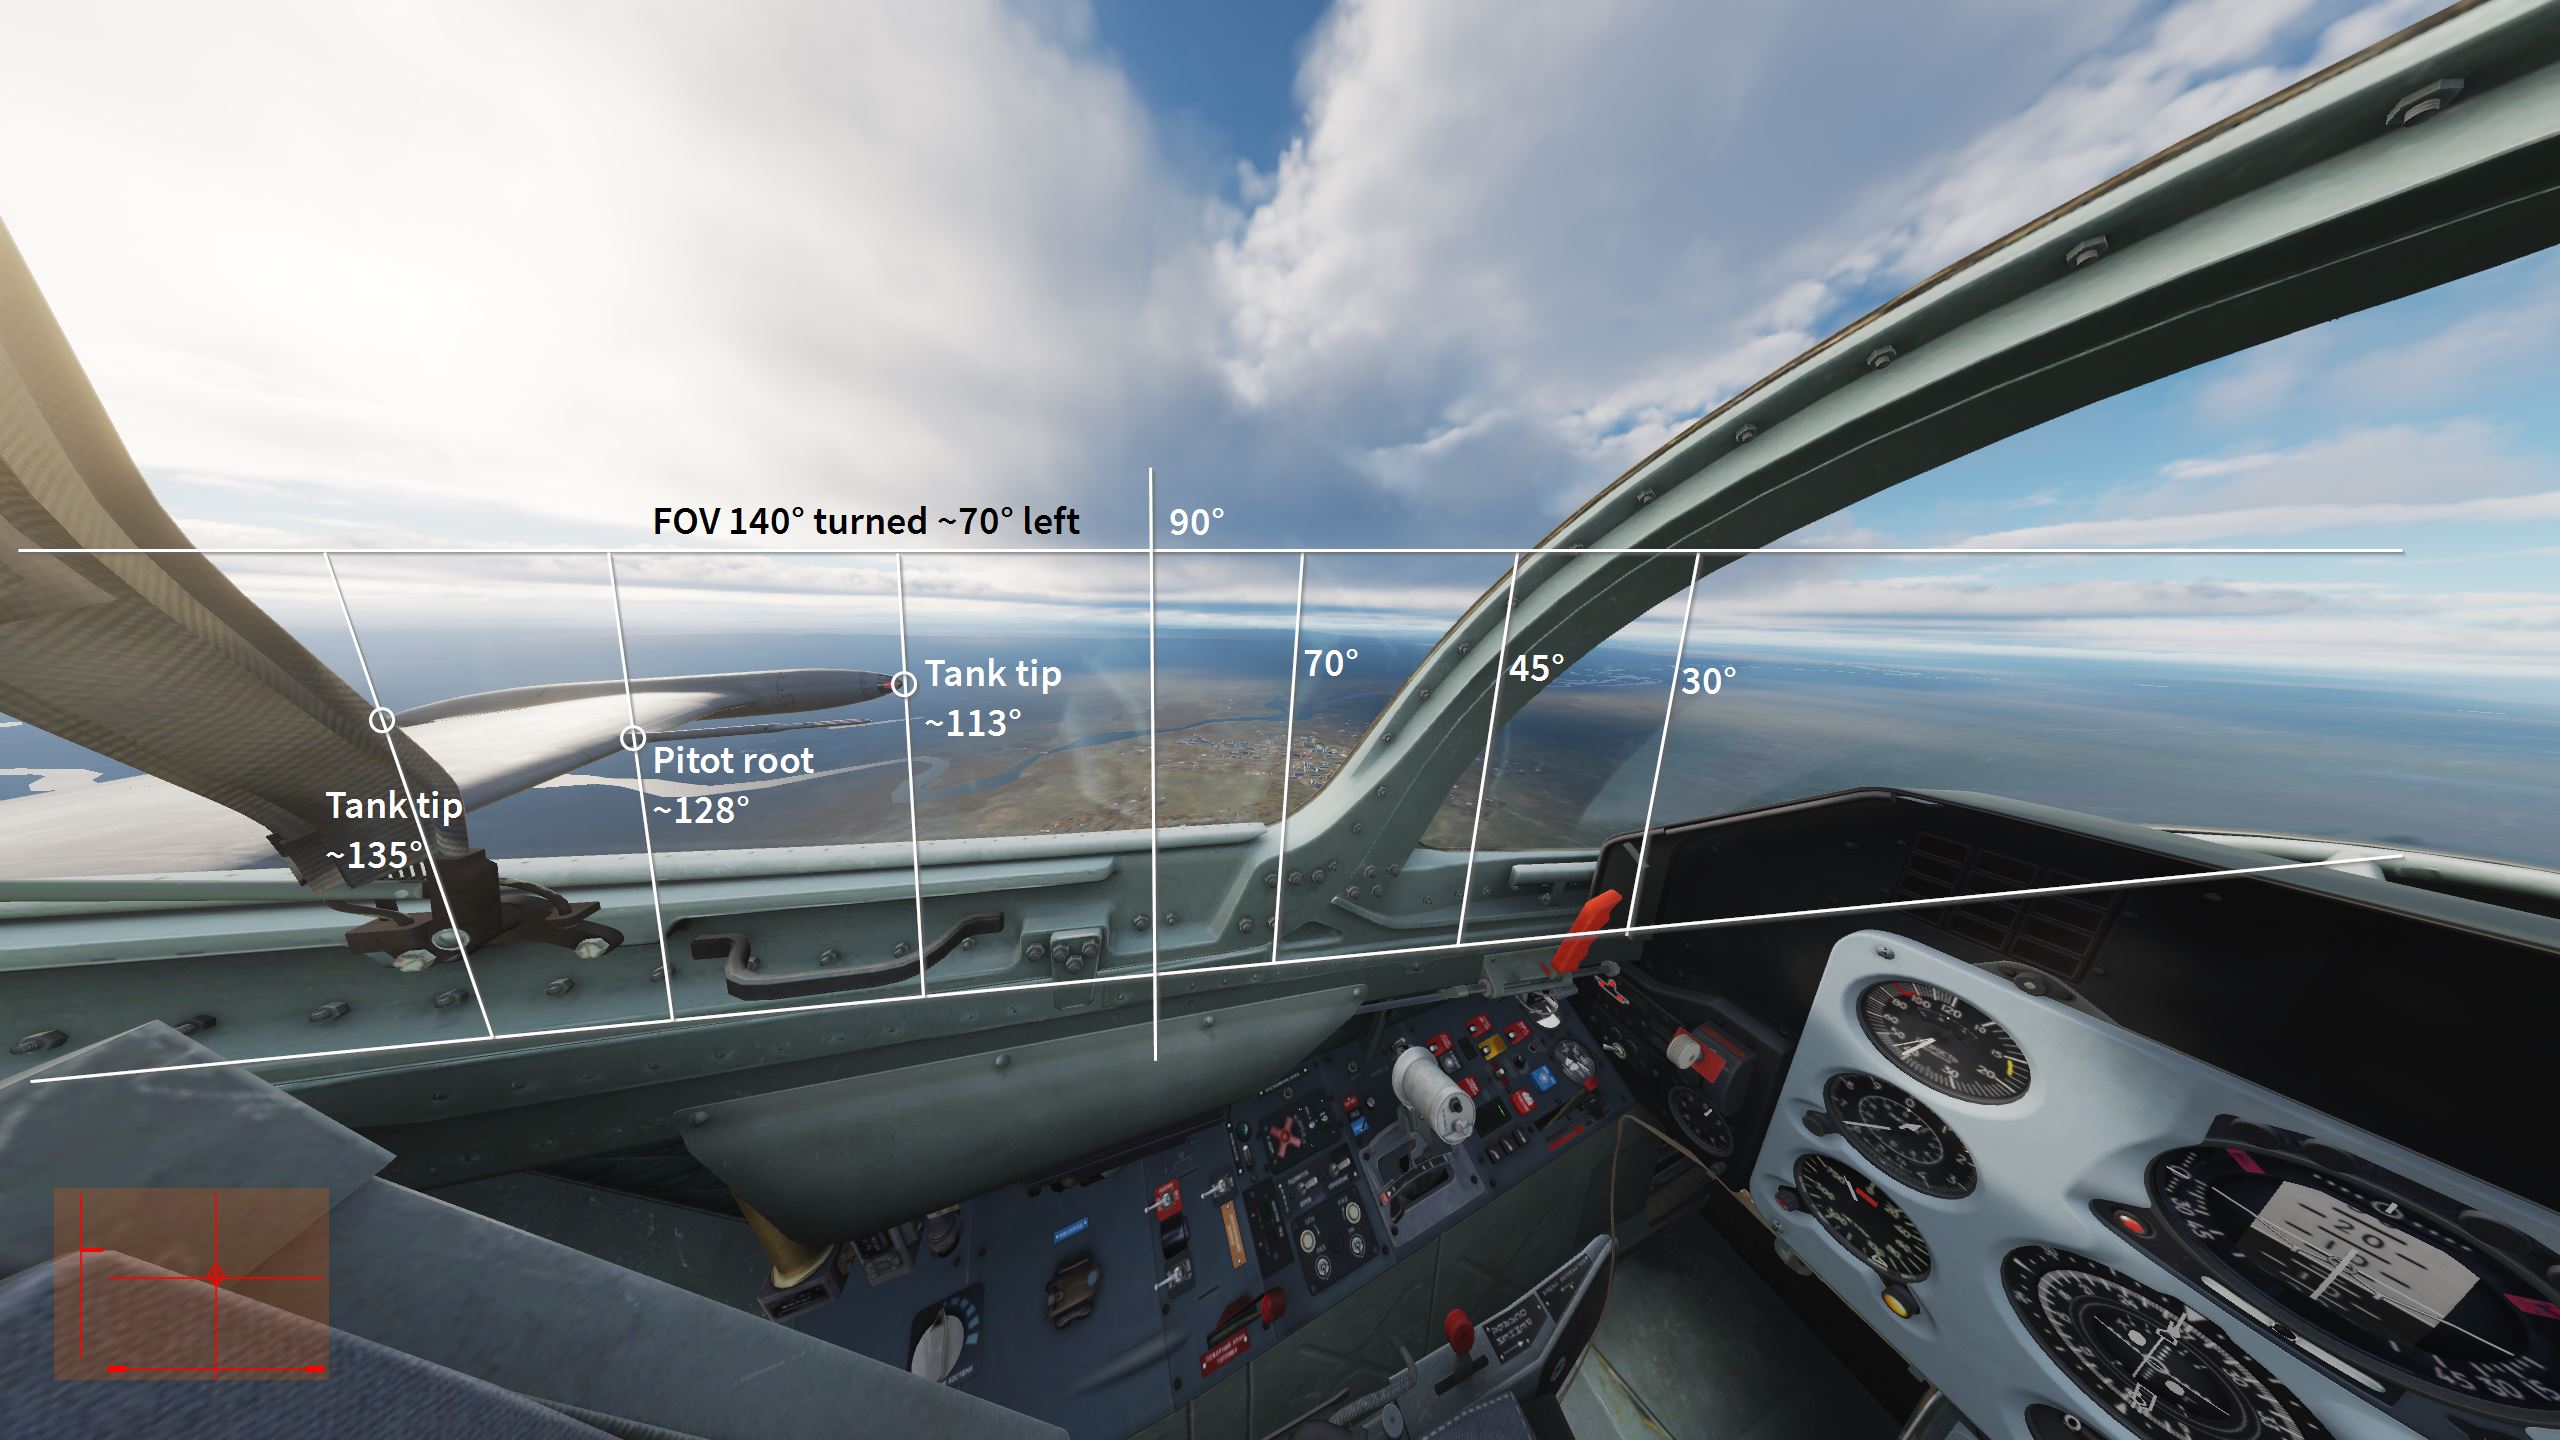 FOV 140° turned ~70° left
90°
70°
45°
30°
Tank tip
~113°
Pitot root
~128°
Tank tip
~135°